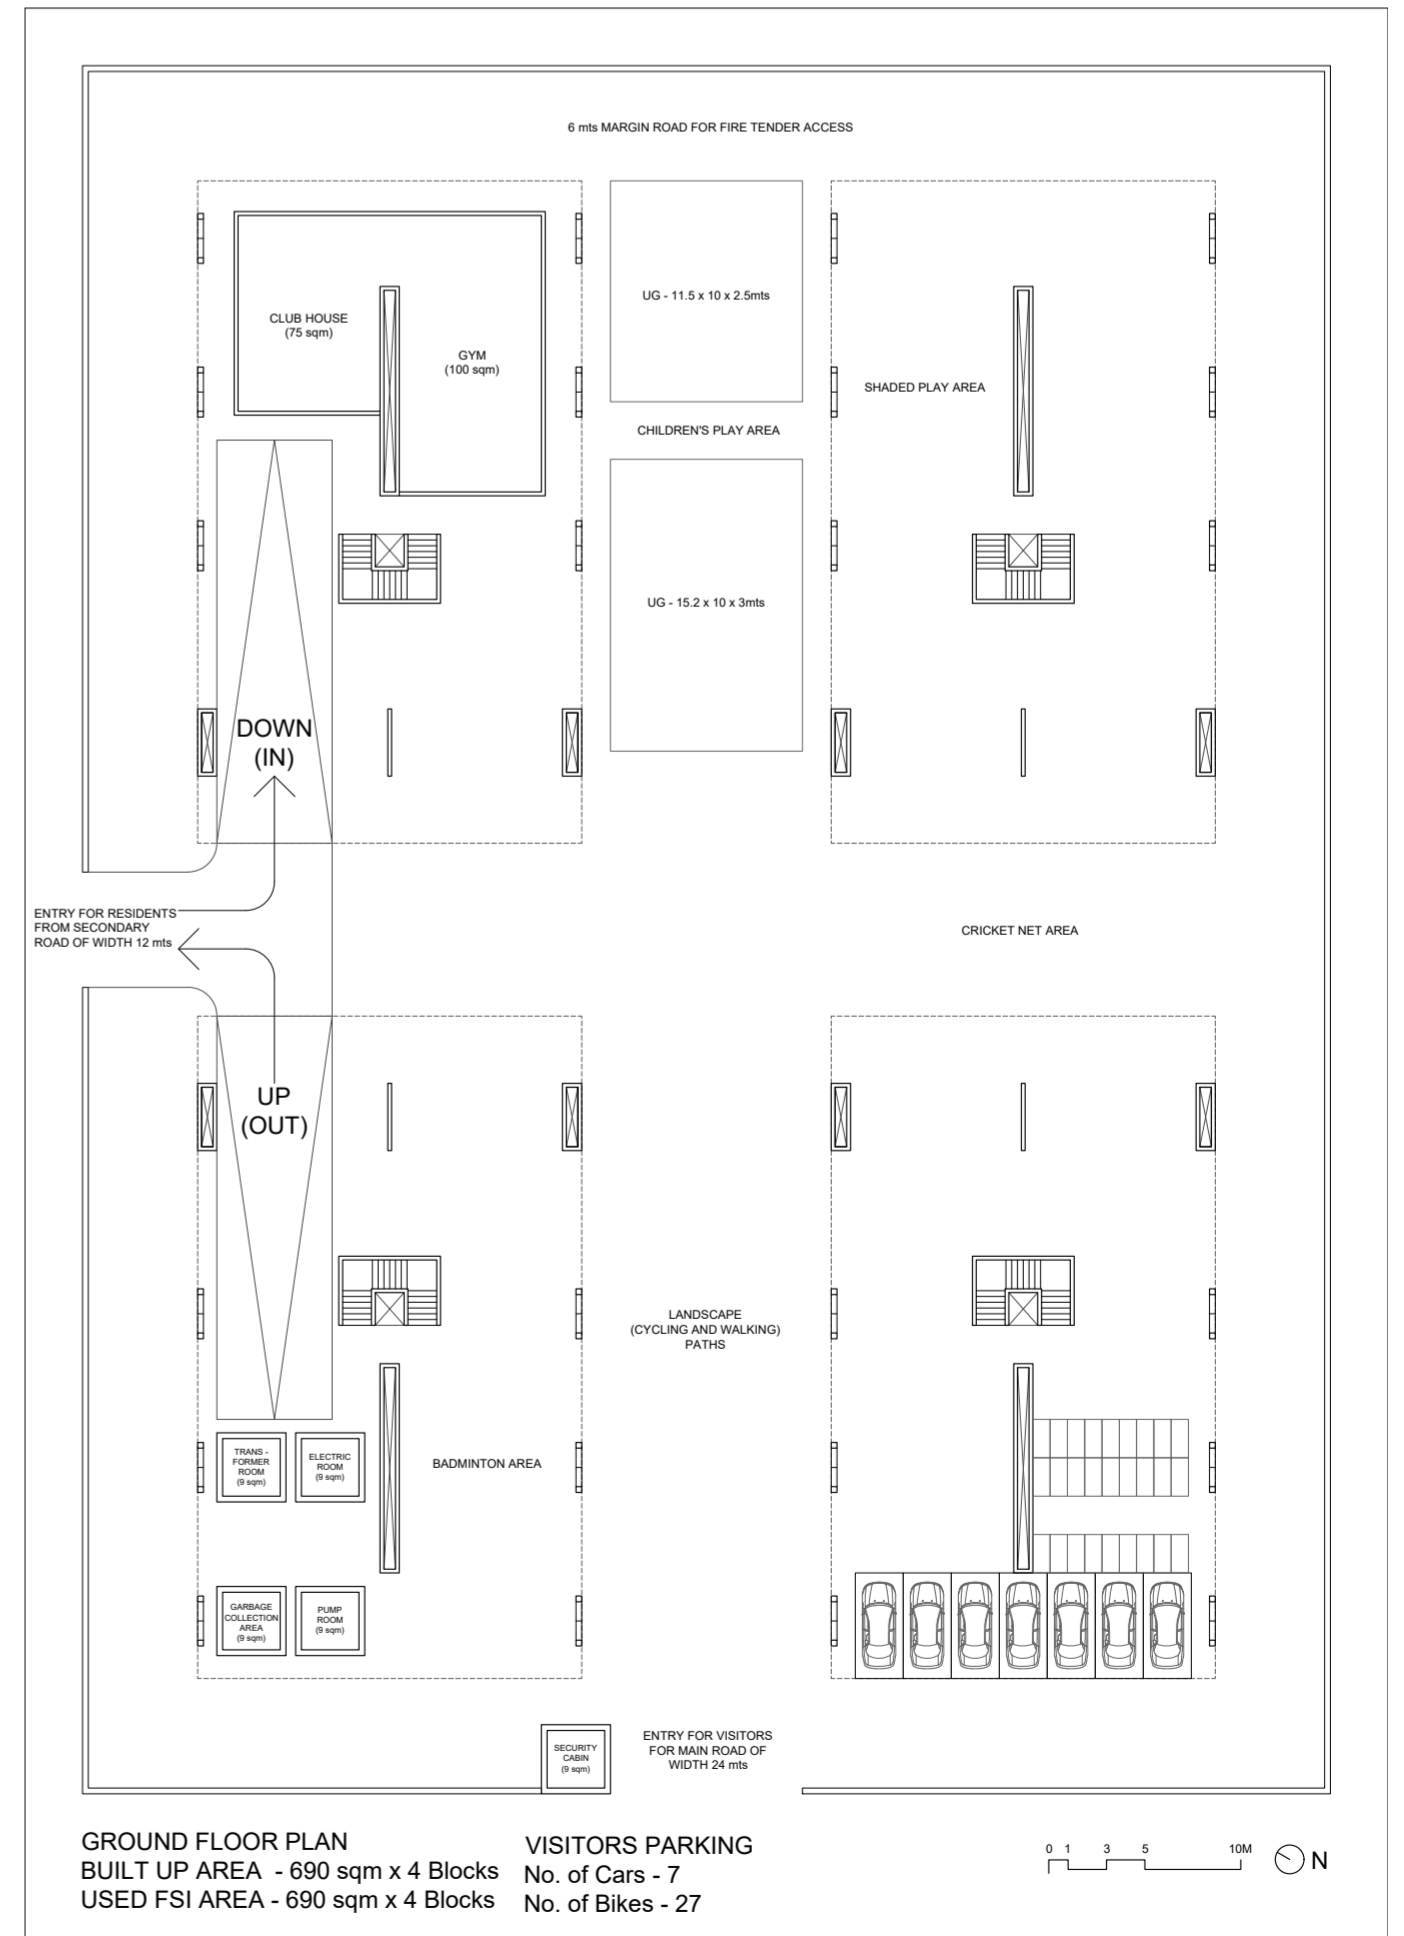 6 mts MARGIN ROAD FOR FIRE TENDER ACCESS
CLUB HOUSE
(75 sqm)
GYM
(100 sqm)
UG - 11.5 x 10 x 2.5mts
SHADED PLAY AREA
CHILDREN'S PLAY AREA
UG - 15.2 x 10 x 3mts
DOWN
(IN)
ENTRY FOR RESIDENTS
FROM SECONDARY
ROAD OF WIDTH 12 mts
CRICKET NET AREA
UP
(OUT)
LANDSCAPE
(CYCLING AND WALKING)
PATHS
TRANS -
FORMER
ROOM
(9 sqm)
ELECTRIC
ROOM
(9 sqm)
BADMINTON AREA
GARBAGE
COLLECTION
AREA
(9 sqm)
PUMP
ROOM
(9 sqm)
SECURITY
CABIN
(9 sqm)
ENTRY FOR VISITORS
FOR MAIN ROAD OF
WIDTH 24 mts
GROUND FLOOR PLAN
BUILT UP AREA - 690 sqm x 4 Blocks
USED FSI AREA - 690 sqm x 4 Blocks
VISITORS PARKING
No. of Cars - 7
No. of Bikes - 27
0 1 3 5 10M
N